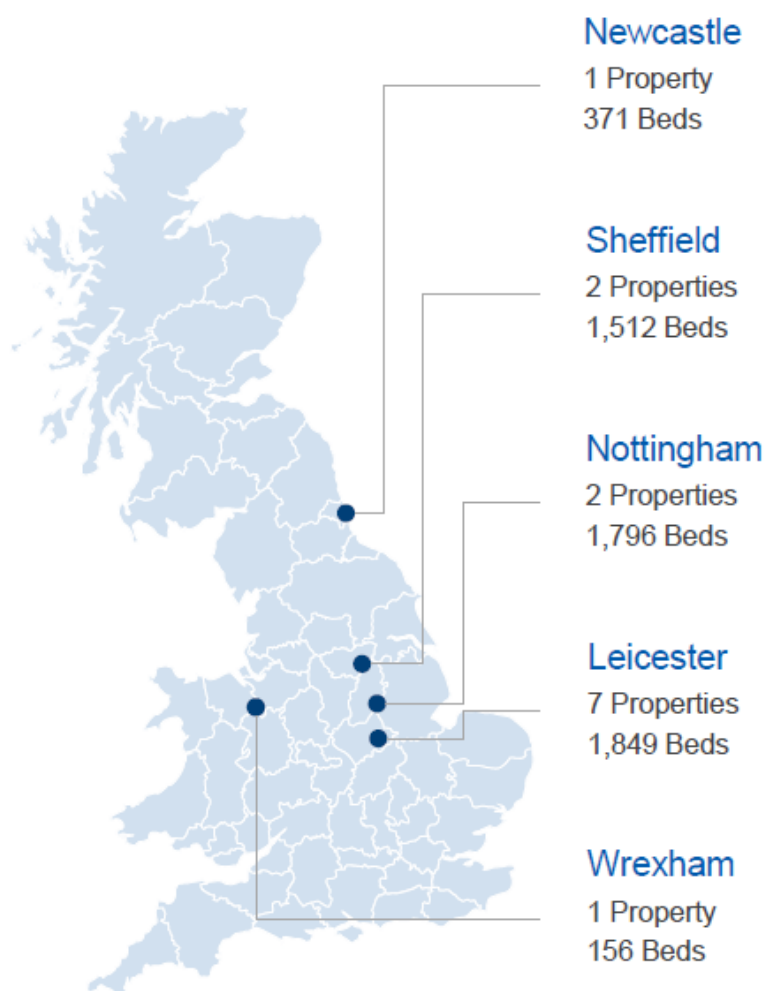 Newcastle
1 Property
371 Beds
Sheffield
2 Properties
1,512 Beds
Nottingham
2 Properties
1,796 Beds
Leicester
7 Properties
1,849 Beds
Wrexham
1 Property
156 Beds